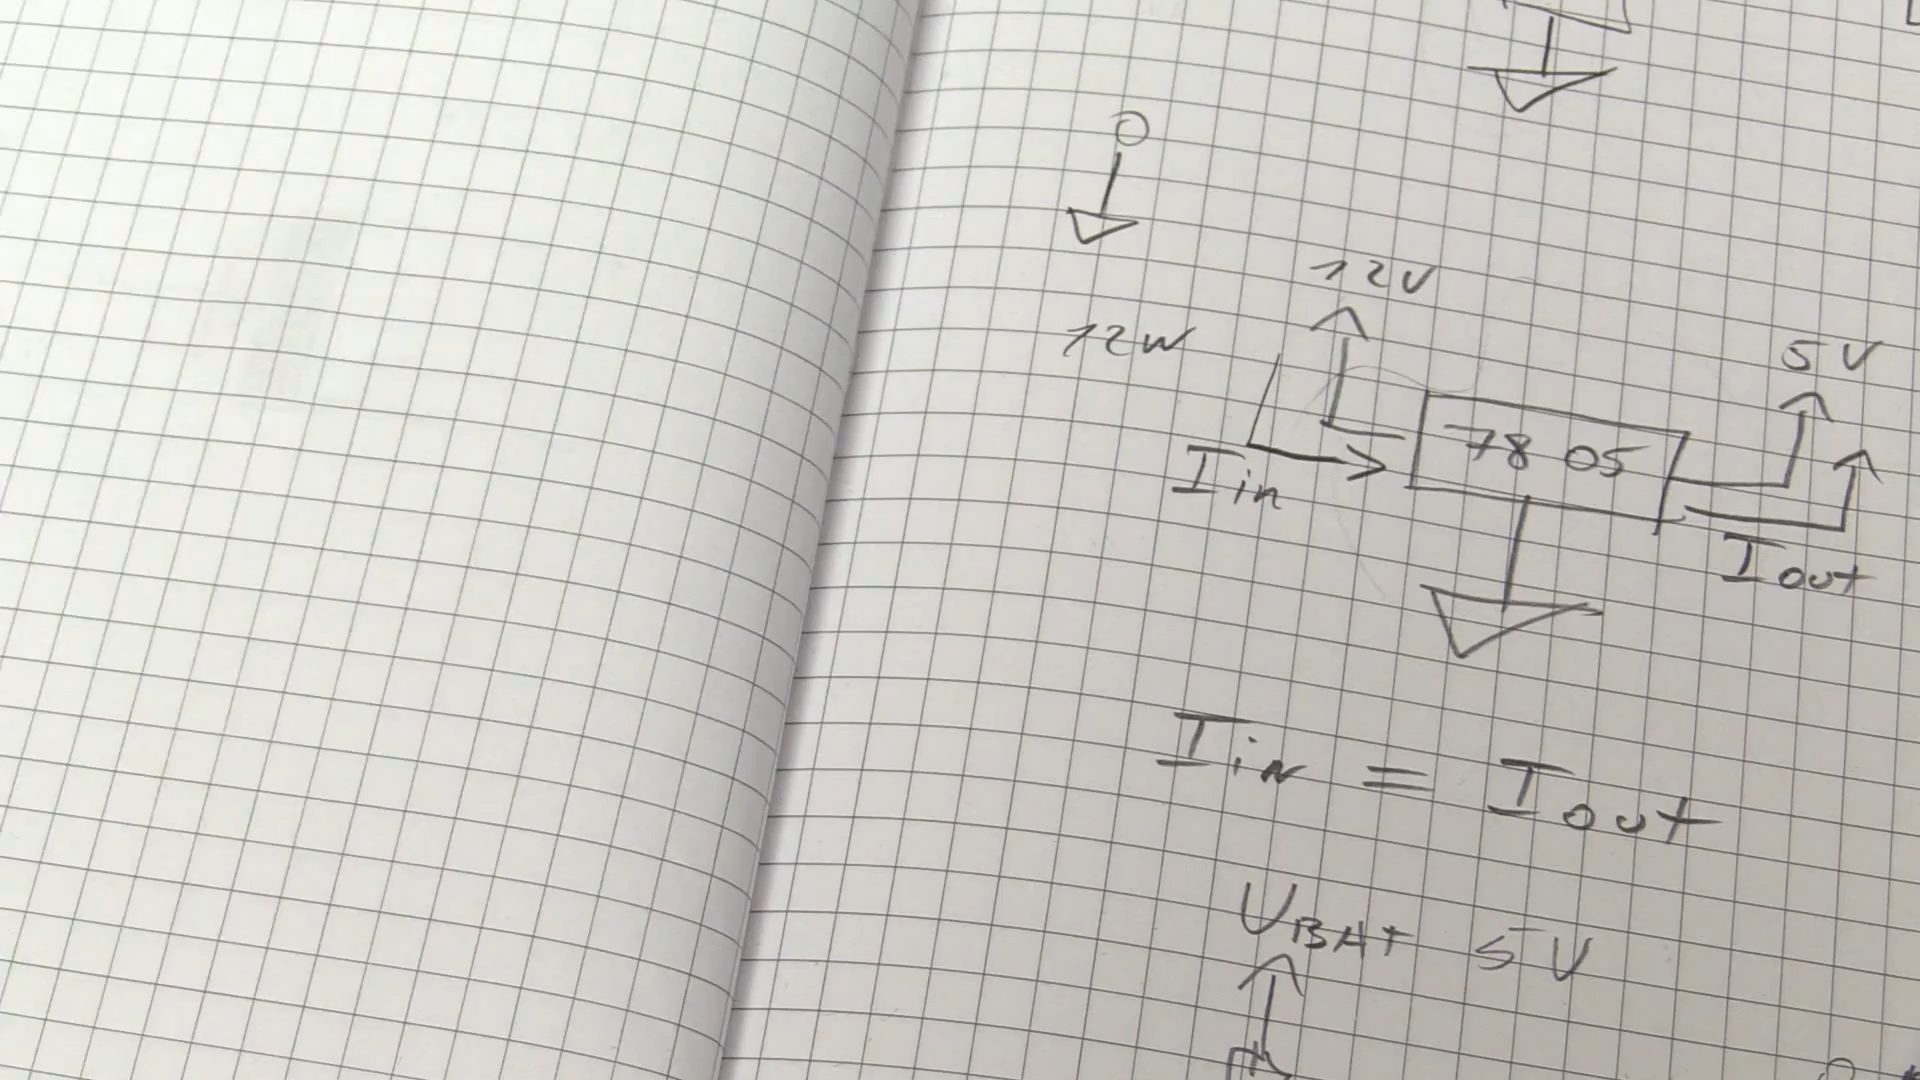 O
12V
12W
5V
7805
Iin
Iout
Iin = Iout
UBAT 5V